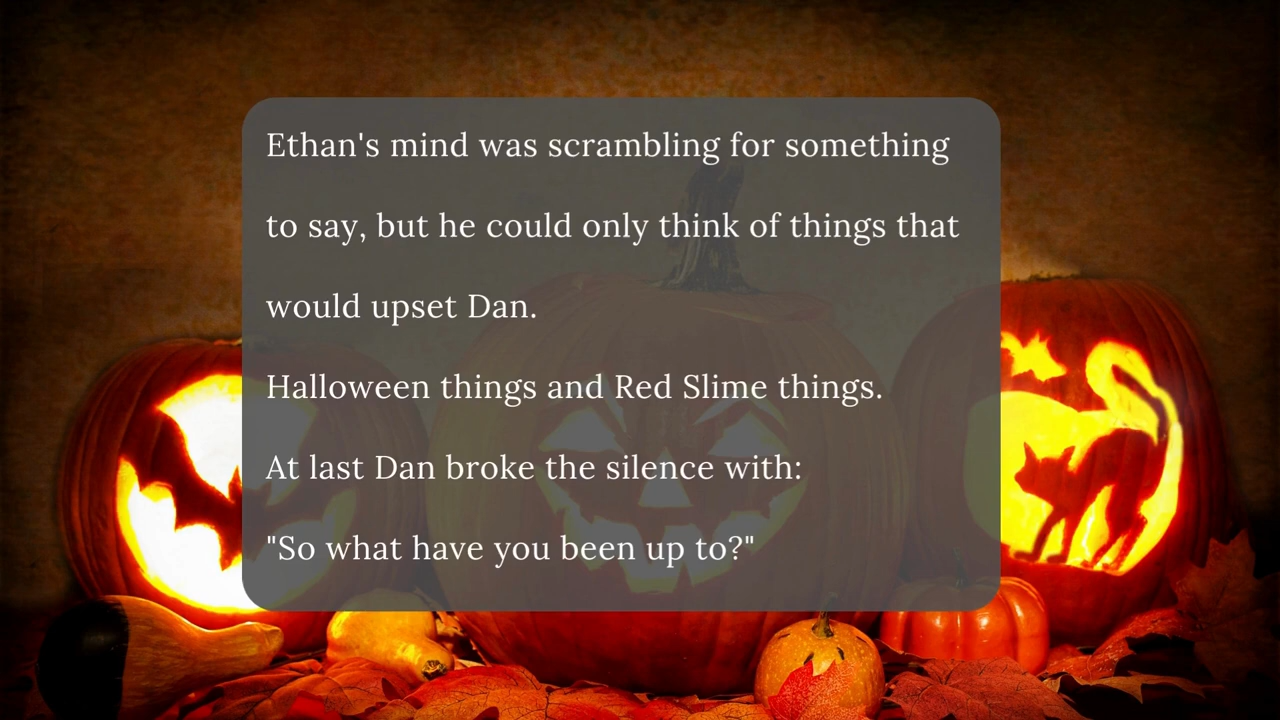 Ethan's mind was scrambling for something
to say, but he could only think of things that
would upset Dan.
Halloween things and Red Slime things.
At last Dan broke the silence with:
"So what have you been up to?"